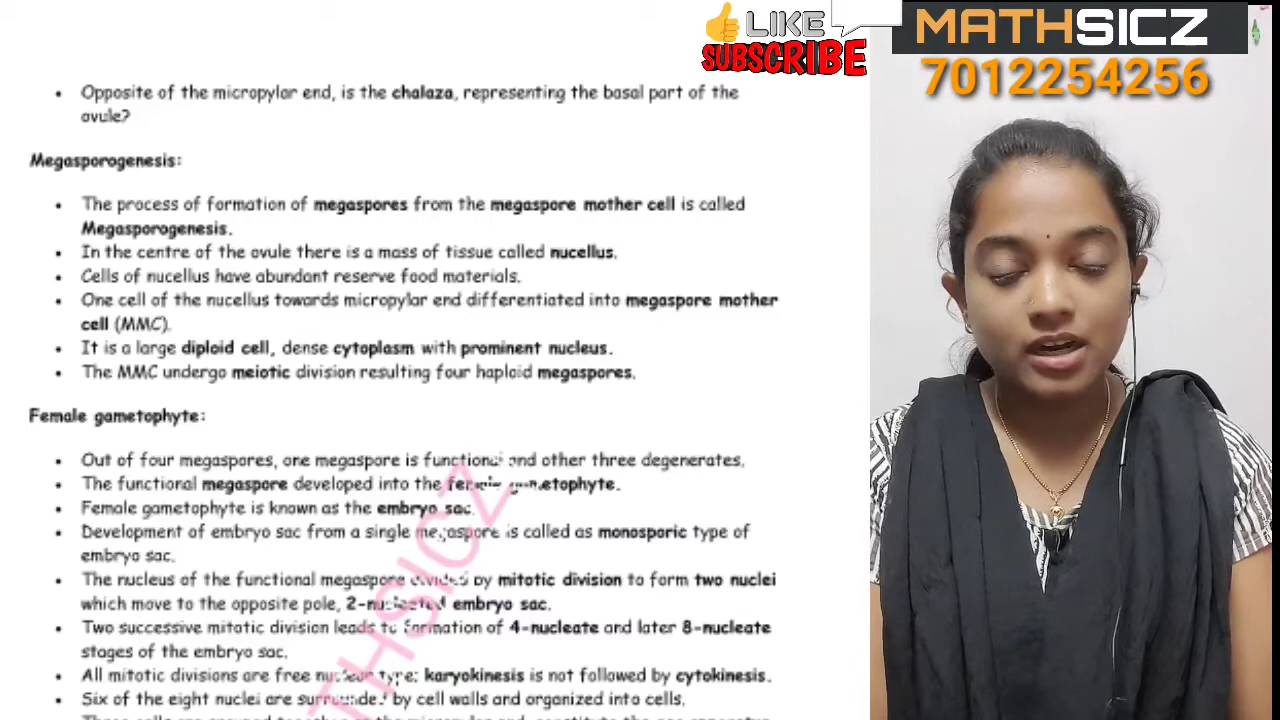 LIKE
SUBSCRIBE
MATHSICZ
7012254256
• Opposite of the micropylar end, is the chalaza, representing the basal part of the
ovule?
Megasporogenesis:
• The process of formation of megaspores from the megaspore mother cell is called
Megasporogenesis.
• In the centre of the ovule there is a mass of tissue called nucellus.
• Cells of nucellus have abundant reserve food materials.
• One cell of the nucellus towards micropylar end differentiated into megaspore mother
cell (MMC).
• It is a large diploid cell, dense cytoplasm with prominent nucleus.
• The MMC undergo meiotic division resulting four haploid megaspores.
Female gametophyte:
• Out of four megaspores, one megaspore is functional and other three degenerates.
• The functional megaspore developed into the female gametophyte.
• Female gametophyte is known as the embryo sac.
• Development of embryo sac from a single megaspore is called as monosporic type of
embryo sac.
• The nucleus of the functional megaspore divided by mitotic division to form two nuclei
which move to the opposite pole, 2-nucleated embryo sac.
• Two successive mitotic division leads to formation of 4-nucleate and later 8-nucleate
stages of the embryo sac.
• All mitotic divisions are free nuclear type; karyokinesis is not followed by cytokinesis.
• Six of the eight nuclei are surrounded by cell walls and organized into cells.
THSICZ